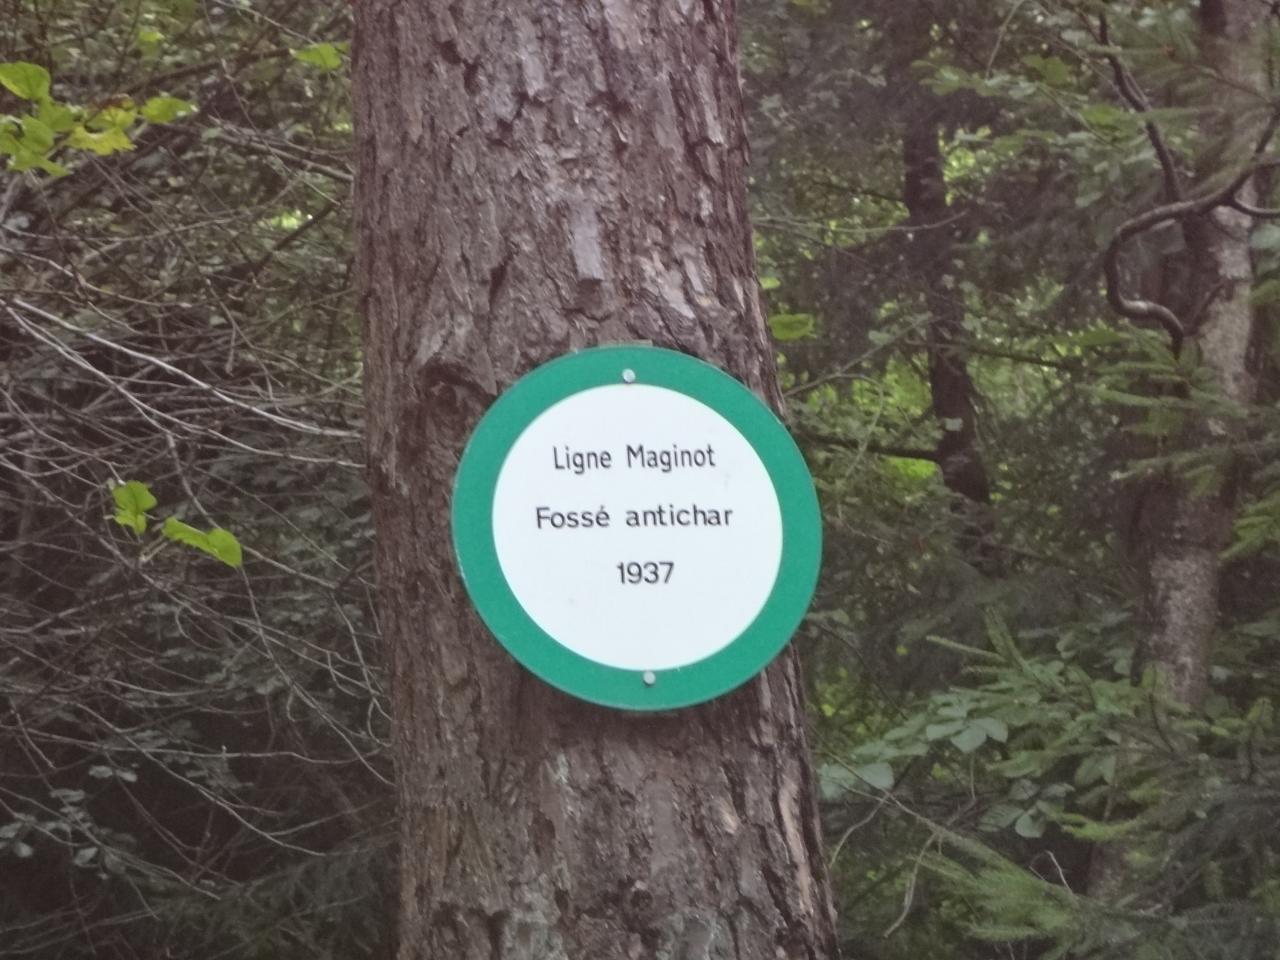 Ligne Maginot
Fossé antichar
1937